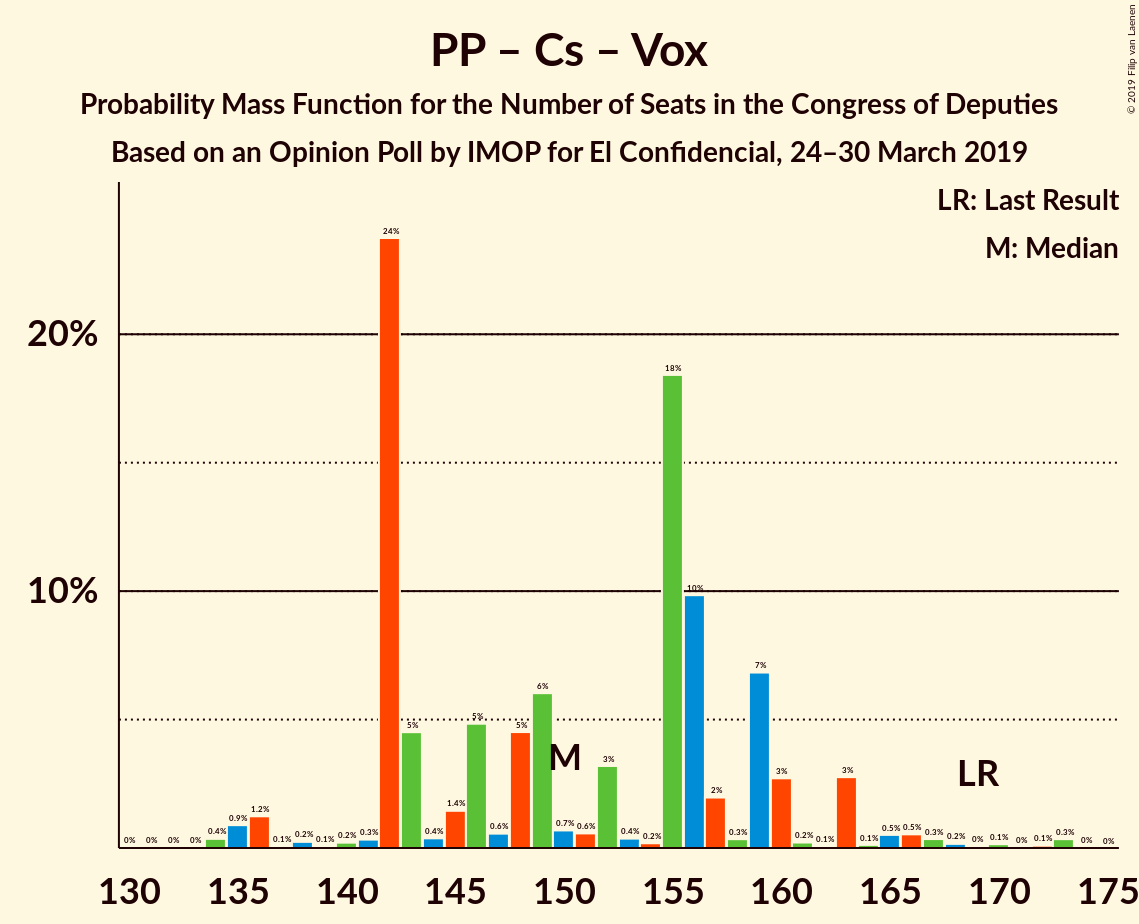 PP – Cs – Vox
Probability Mass Function for the Number of Seats in the Congress of Deputies
Based on an Opinion Poll by IMOP for El Confidencial, 24–30 March 2019
© 2019 Filip van Laenen
LR: Last Result
M: Median
20%
10%
0% 0% 0% 0% 0.4% 0.9% 1.2% 0.1% 0.2% 0.1% 0.2% 0.3% 24% 5% 0.4% 1.4% 5% 0.6% 5% 6% 0.7% 0.6% 3% 0.4% 0.2% 18% 10% 2% 0.3% 7% 3% 0.2% 0.1% 3% 0.1% 0.5% 0.5% 0.3% 0.2% 0% 0.1% 0% 0.1% 0.3% 0% 0%
M
LR
130 135 140 145 150 155 160 165 170 175